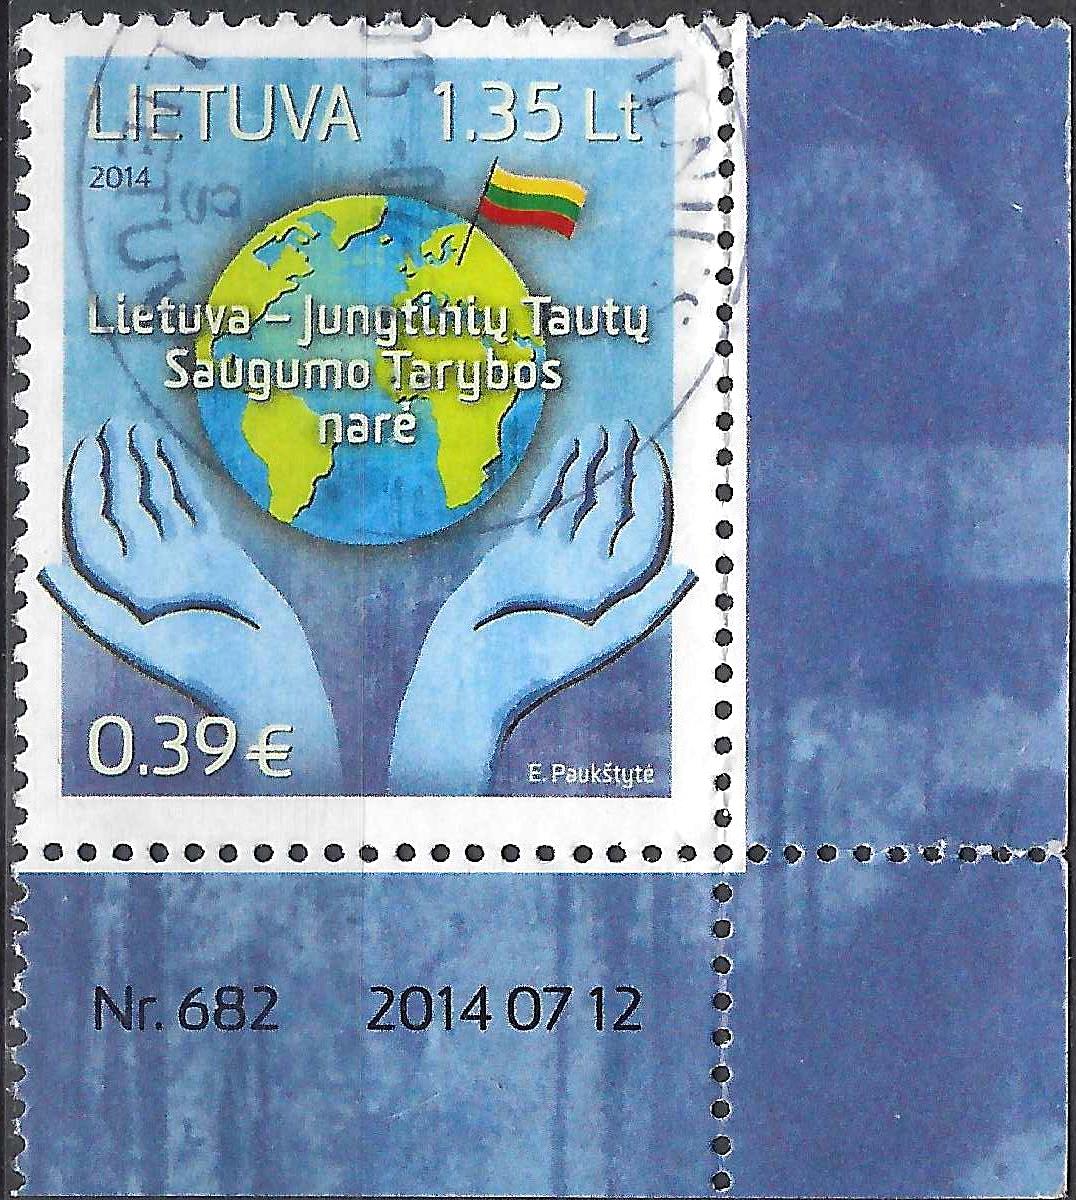 LIETUVA 1.35 Lt
2014
Lietuva – Jungtinių Tautų
Saugumo Tarybos
narė
0.39€
E. Paukštytė
Nr. 682 2014 07 12